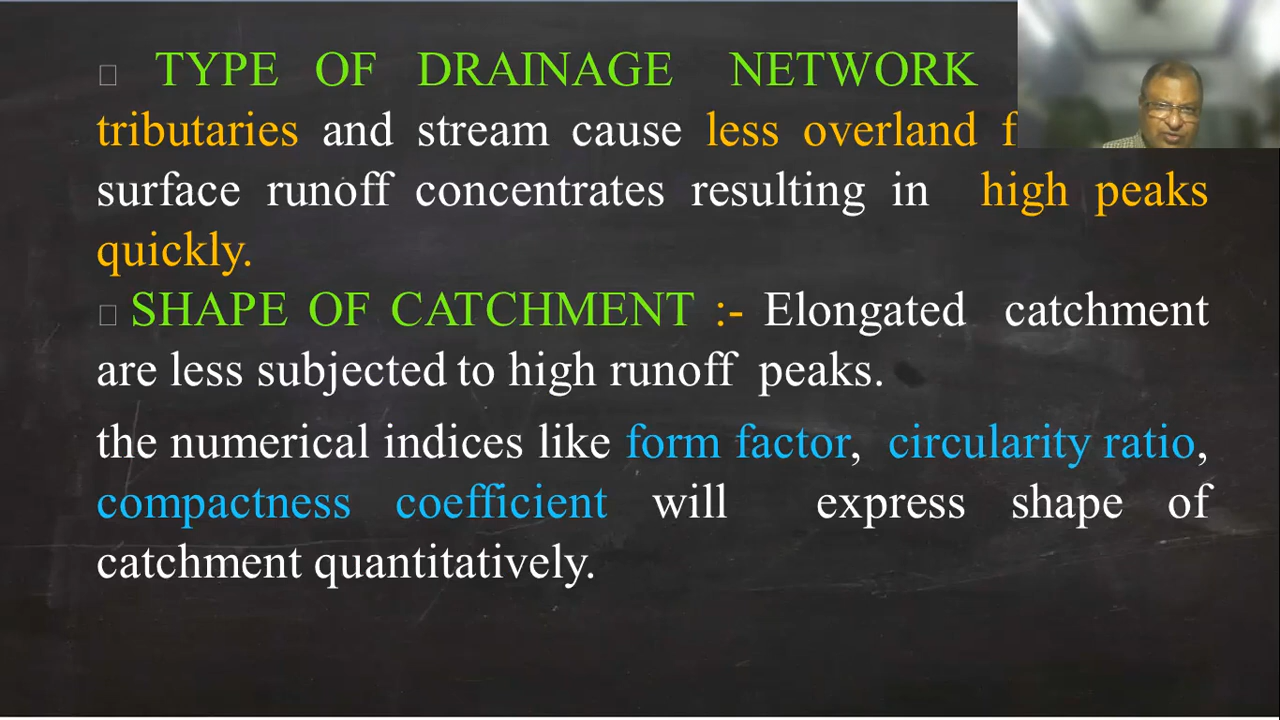 TYPE OF DRAINAGE NETWORK
tributaries and stream cause less overland
surface runoff concentrates resulting in high peaks
quickly.
SHAPE OF CATCHMENT :- Elongated catchment
are less subjected to high runoff peaks.
the numerical indices like form factor, circularity ratio,
compactness coefficient will express shape of
catchment quantitatively.